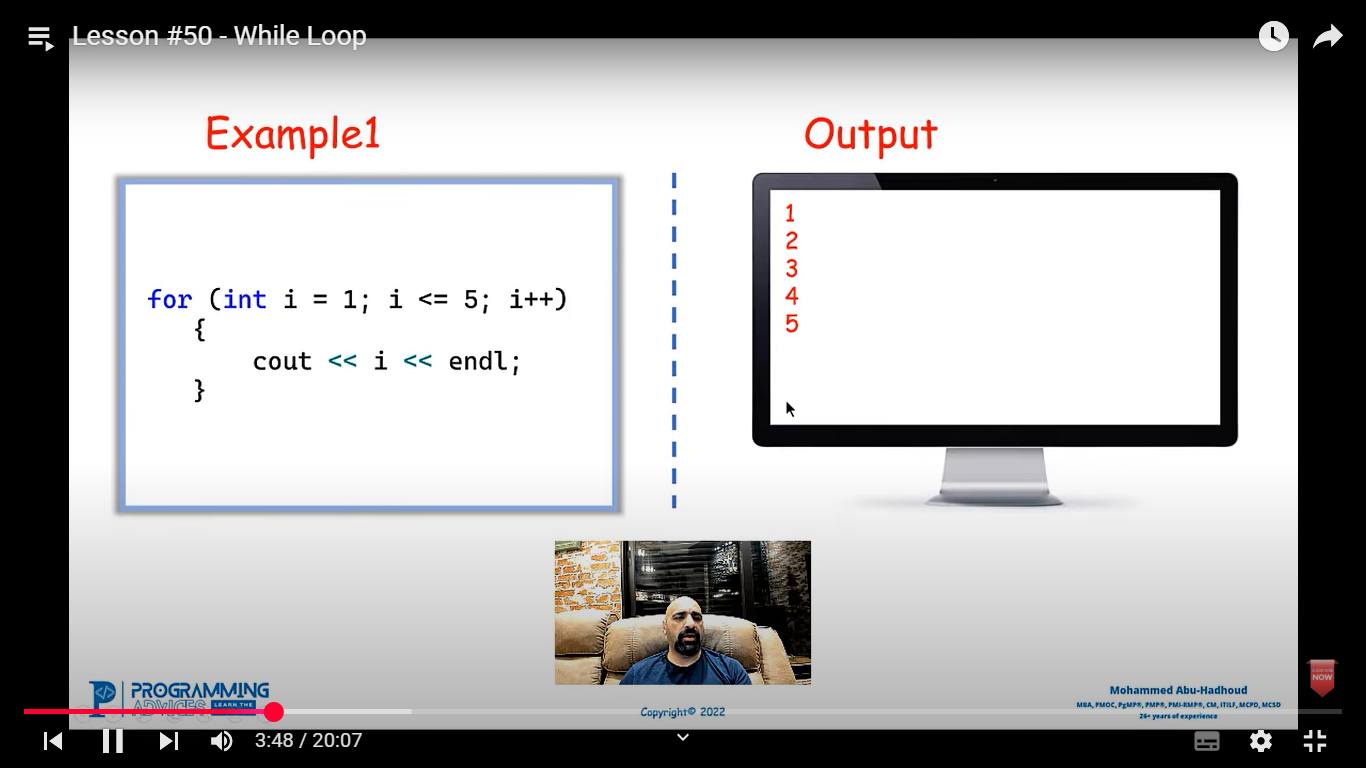 Lesson #50 - While Loop
Example1
Output
for (int i = 1; i <= 5; i++)
{
cout << i << endl;
}
1
2
3
4
5
PROGRAMMING
ADVICES
LEARN THE
Mohammed Abu-Hadhoud
MBA, PMOC, PgMP®, PMP®, PMI-RMP®, CM, ITILF, MCPD, MCSD
26+ years of experience
Copyright© 2022
NOW
3:48 / 20:07